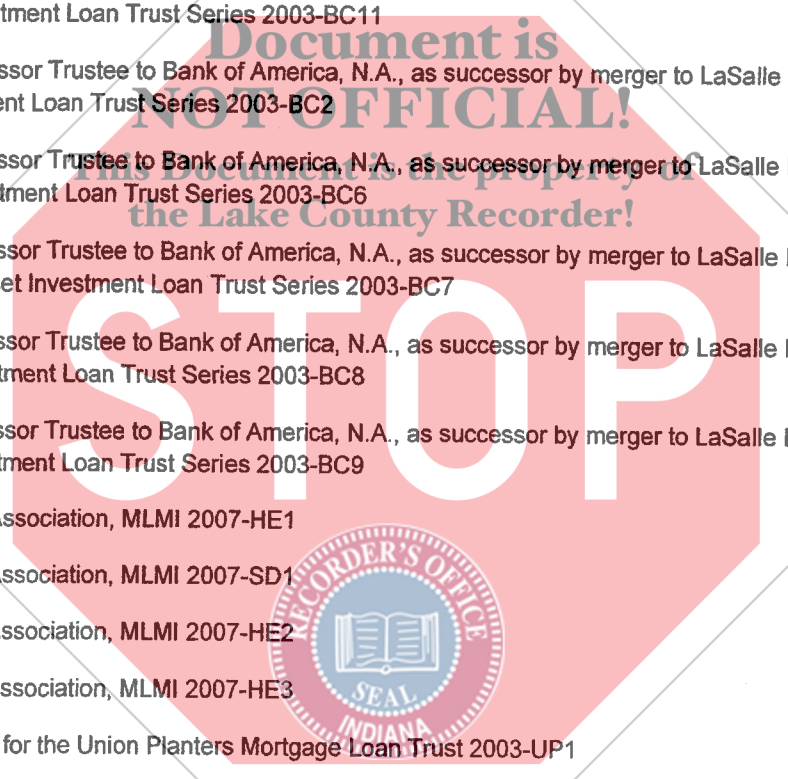 tment Loan Trust Series 2003-BC11
Document is
ssor Trustee to Bank of America, N.A., as successor by merger to LaSalle
ent Loan Trust Series 2003-BC2
NOT OFFICIAL!
ssor Trustee to Bank of America, N.A., as successor by merger to LaSalle
This Document is the property of
tment Loan Trust Series 2003-BC6
the Lake County Recorder!
ssor Trustee to Bank of America, N.A., as successor by merger to LaSalle
et Investment Loan Trust Series 2003-BC7
STOP
ssor Trustee to Bank of America, N.A., as successor by merger to LaSalle
tment Loan Trust Series 2003-BC8
ssor Trustee to Bank of America, N.A., as successor by merger to LaSalle
tment Loan Trust Series 2003-BC9
Association, MLMI 2007-HE1
Association, MLMI 2007-SD1
Association, MLMI 2007-HE2
Association, MLMI 2007-HE3
RECORDER'S OFFICE
SEAL
INDIANA
for the Union Planters Mortgage Loan Trust 2003-UP1